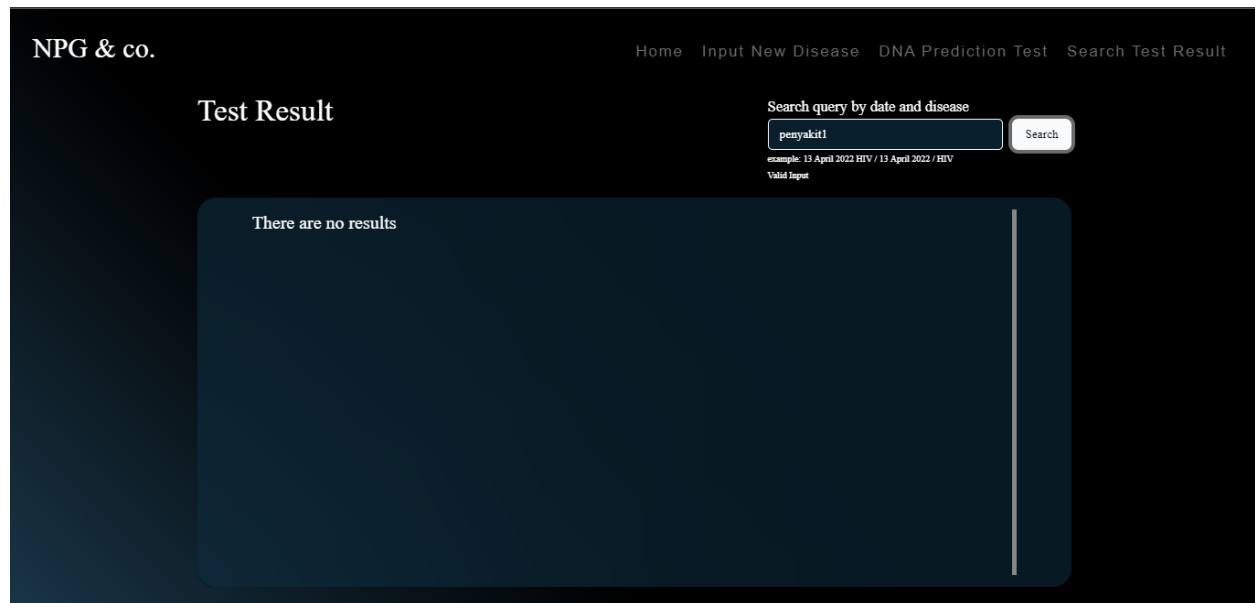 NPG & co.
Home Input New Disease DNA Prediction Test Search Test Result
Test Result
Search query by date and disease
penyakit1
Search
example: 13 April 2022 HIV / 13 April 2022 / HIV
Valid Input
There are no results